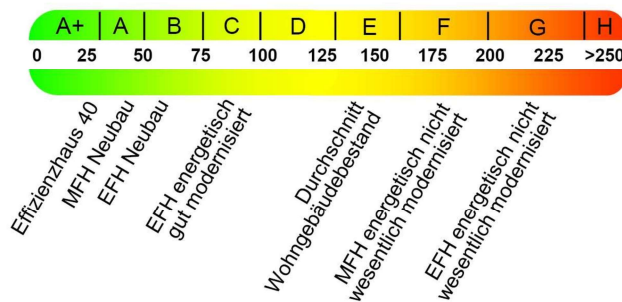 A+ A B C D E F G H
0 25 50 75 100 125 150 175 200 225 >250
Effizienzhaus 40
MFH Neubau
EFH Neubau
EFH energetisch
gut modernisiert
Durchschnitt
Wohngebäudebestand
MFH energetisch nicht
wesentlich modernisiert
EFH energetisch nicht
wesentlich modernisiert